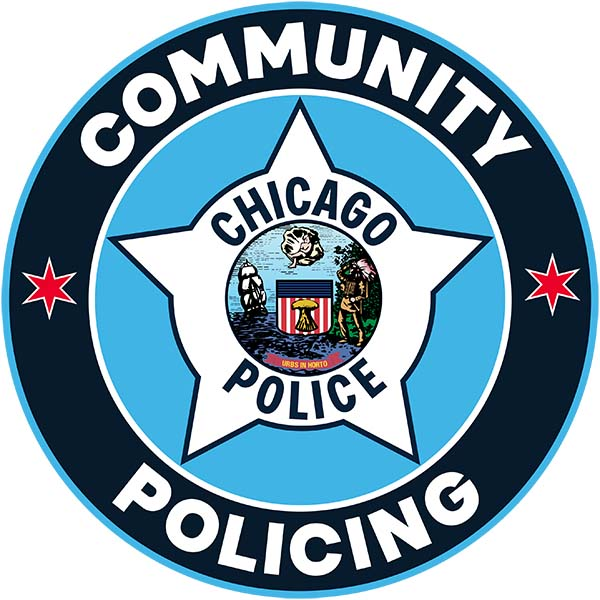 COMMUNITY
CHICAGO
URBS IN HORTO
POLICE
POLICING